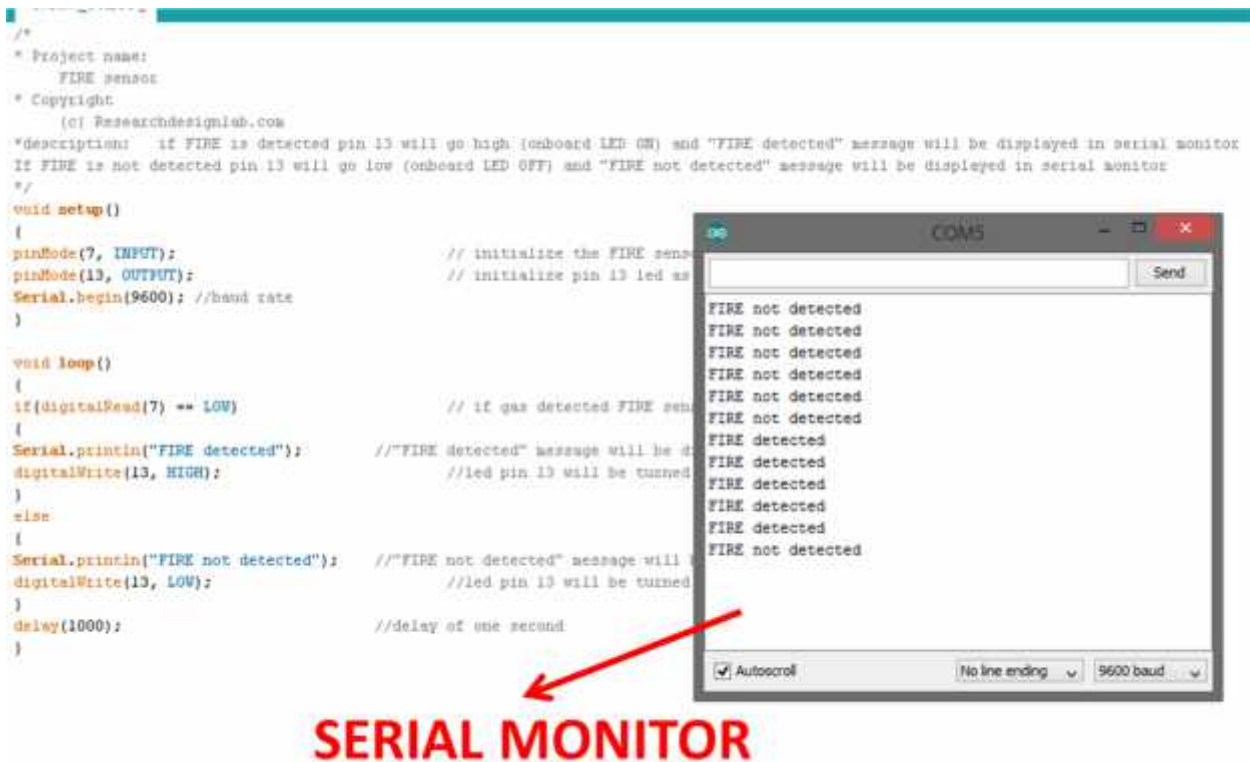 /*
* Project name:
FIRE sensor
* Copyright
(c) Researchdesignlab.com
*description: if FIRE is detected pin 13 will go high (onboard LED ON) and "FIRE detected" message will be displayed in serial monitor
If FIRE is not detected pin 13 will go low (onboard LED OFF) and "FIRE not detected" message will be displayed in serial monitor
*/
void setup()
{
pinMode(7, INPUT); // initialize the FIRE
pinMode(13, OUTPUT); // initialize pin 13 led as
Serial.begin(9600); //baud rate
}
void loop()
{
if(digitalRead(7) == LOW) // if gas detected FIRE
{
Serial.println("FIRE detected"); //"FIRE detected" message will be
digitalWrite(13, HIGH); //led pin 13 will be turned
}
else
{
Serial.println("FIRE not detected"); //"FIRE not detected" message will
digitalWrite(13, LOW); //led pin 13 will be turned
}
delay(1000); //delay of one second
}
COM5
Send
FIRE not detected
FIRE not detected
FIRE not detected
FIRE not detected
FIRE not detected
FIRE not detected
FIRE detected
FIRE detected
FIRE detected
FIRE detected
FIRE detected
FIRE not detected
Autoscroll No line ending 9600 baud
SERIAL MONITOR